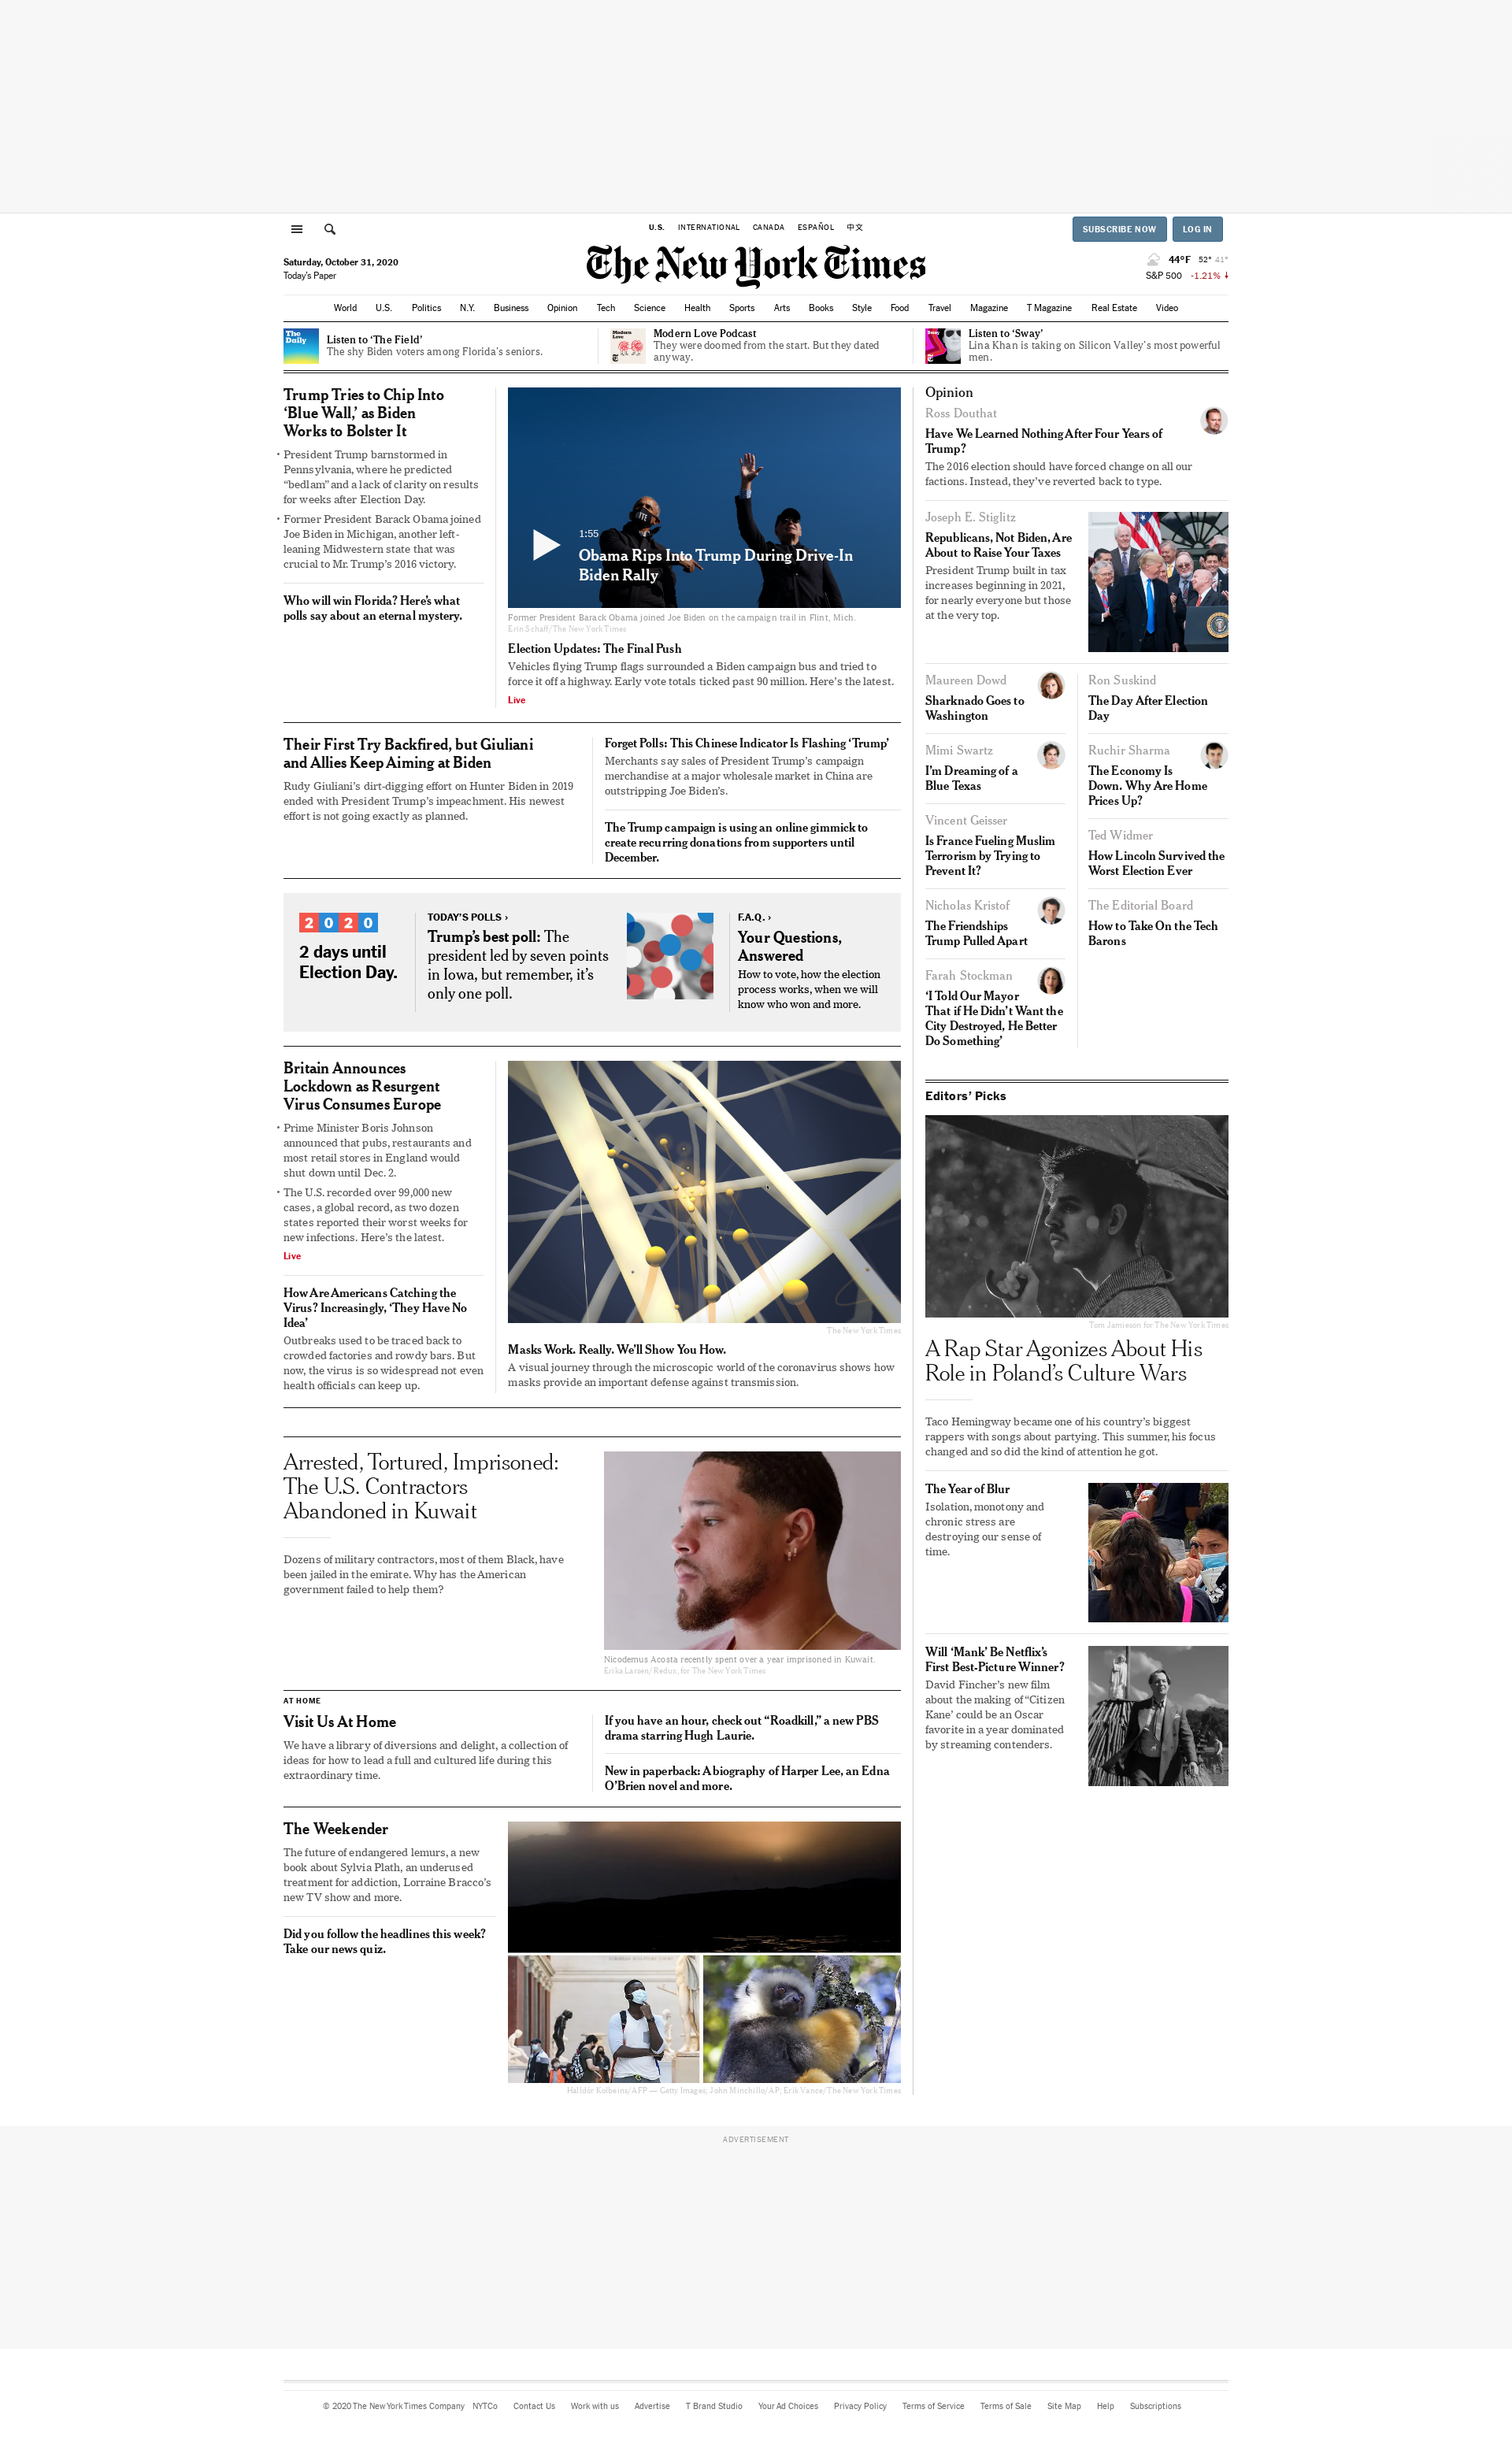 U.S.
INTERNATIONAL
CANADA
ESPAÑOL
中文
SUBSCRIBE NOW
LOG IN
Saturday, October 31, 2020
Today's Paper
The New York Times
44°F 52° 41°
S&P 500 -1.21%
World
U.S.
Politics
N.Y.
Business
Opinion
Tech
Science
Health
Sports
Arts
Books
Style
Food
Travel
Magazine
T Magazine
Real Estate
Video
The
Daily
Listen to ‘The Field’
The shy Biden voters among Florida's seniors.
Modern
Love
Modern Love Podcast
They were doomed from the start. But they dated
anyway.
Sway
Listen to ‘Sway’
Lina Khan is taking on Silicon Valley's most powerful
men.
Trump Tries to Chip Into
‘Blue Wall,’ as Biden
Works to Bolster It
• President Trump barnstormed in
Pennsylvania, where he predicted
“bedlam” and a lack of clarity on results
for weeks after Election Day.
• Former President Barack Obama joined
Joe Biden in Michigan, another left-
leaning Midwestern state that was
crucial to Mr. Trump's 2016 victory.
Who will win Florida? Here's what
polls say about an eternal mystery.
1:55
Obama Rips Into Trump During Drive-In
Biden Rally
Former President Barack Obama joined Joe Biden on the campaign trail in Flint, Mich.
Erin Schaff/The New York Times
Election Updates: The Final Push
Vehicles flying Trump flags surrounded a Biden campaign bus and tried to
force it off a highway. Early vote totals ticked past 90 million. Here's the latest.
Live
Their First Try Backfired, but Giuliani
and Allies Keep Aiming at Biden
Rudy Giuliani's dirt-digging effort on Hunter Biden in 2019
ended with President Trump's impeachment. His newest
effort is not going exactly as planned.
Forget Polls: This Chinese Indicator Is Flashing ‘Trump’
Merchants say sales of President Trump's campaign
merchandise at a major wholesale market in China are
outstripping Joe Biden's.
The Trump campaign is using an online gimmick to
create recurring donations from supporters until
December.
2020
2 days until
Election Day.
TODAY'S POLLS ›
Trump's best poll: The
president led by seven points
in Iowa, but remember, it's
only one poll.
F.A.Q. ›
Your Questions,
Answered
How to vote, how the election
process works, when we will
know who won and more.
Britain Announces
Lockdown as Resurgent
Virus Consumes Europe
• Prime Minister Boris Johnson
announced that pubs, restaurants and
most retail stores in England would
shut down until Dec. 2.
• The U.S. recorded over 99,000 new
cases, a global record, as two dozen
states reported their worst weeks for
new infections. Here's the latest.
Live
How Are Americans Catching the
Virus? Increasingly, ‘They Have No
Idea’
Outbreaks used to be traced back to
crowded factories and rowdy bars. But
now, the virus is so widespread not even
health officials can keep up.
The New York Times
Masks Work. Really. We'll Show You How.
A visual journey through the microscopic world of the coronavirus shows how
masks provide an important defense against transmission.
Arrested, Tortured, Imprisoned:
The U.S. Contractors
Abandoned in Kuwait
Dozens of military contractors, most of them Black, have
been jailed in the emirate. Why has the American
government failed to help them?
Nicodemus Acosta recently spent over a year imprisoned in Kuwait.
Erika Larsen/Redux, for The New York Times
AT HOME
Visit Us At Home
We have a library of diversions and delight, a collection of
ideas for how to lead a full and cultured life during this
extraordinary time.
If you have an hour, check out “Roadkill,” a new PBS
drama starring Hugh Laurie.
New in paperback: A biography of Harper Lee, an Edna
O'Brien novel and more.
The Weekender
The future of endangered lemurs, a new
book about Sylvia Plath, an underused
treatment for addiction, Lorraine Bracco's
new TV show and more.
Did you follow the headlines this week?
Take our news quiz.
Halldór Kolbeins/AFP — Getty Images; John Minchillo/AP; Erik Vance/The New York Times
Opinion
Ross Douthat
Have We Learned Nothing After Four Years of
Trump?
The 2016 election should have forced change on all our
factions. Instead, they've reverted back to type.
Joseph E. Stiglitz
Republicans, Not Biden, Are
About to Raise Your Taxes
President Trump built in tax
increases beginning in 2021,
for nearly everyone but those
at the very top.
Maureen Dowd
Sharknado Goes to
Washington
Mimi Swartz
I'm Dreaming of a
Blue Texas
Vincent Geisser
Is France Fueling Muslim
Terrorism by Trying to
Prevent It?
Nicholas Kristof
The Friendships
Trump Pulled Apart
Farah Stockman
‘I Told Our Mayor
That if He Didn't Want the
City Destroyed, He Better
Do Something’
Ron Suskind
The Day After Election
Day
Ruchir Sharma
The Economy Is
Down. Why Are Home
Prices Up?
Ted Widmer
How Lincoln Survived the
Worst Election Ever
The Editorial Board
How to Take On the Tech
Barons
Editors' Picks
Tom Jamieson for The New York Times
A Rap Star Agonizes About His
Role in Poland's Culture Wars
Taco Hemingway became one of his country's biggest
rappers with songs about partying. This summer, his focus
changed and so did the kind of attention he got.
The Year of Blur
Isolation, monotony and
chronic stress are
destroying our sense of
time.
Will ‘Mank’ Be Netflix's
First Best-Picture Winner?
David Fincher's new film
about the making of “Citizen
Kane’ could be an Oscar
favorite in a year dominated
by streaming contenders.
ADVERTISEMENT
© 2020 The New York Times Company
NYTCo
Contact Us
Work with us
Advertise
T Brand Studio
Your Ad Choices
Privacy Policy
Terms of Service
Terms of Sale
Site Map
Help
Subscriptions